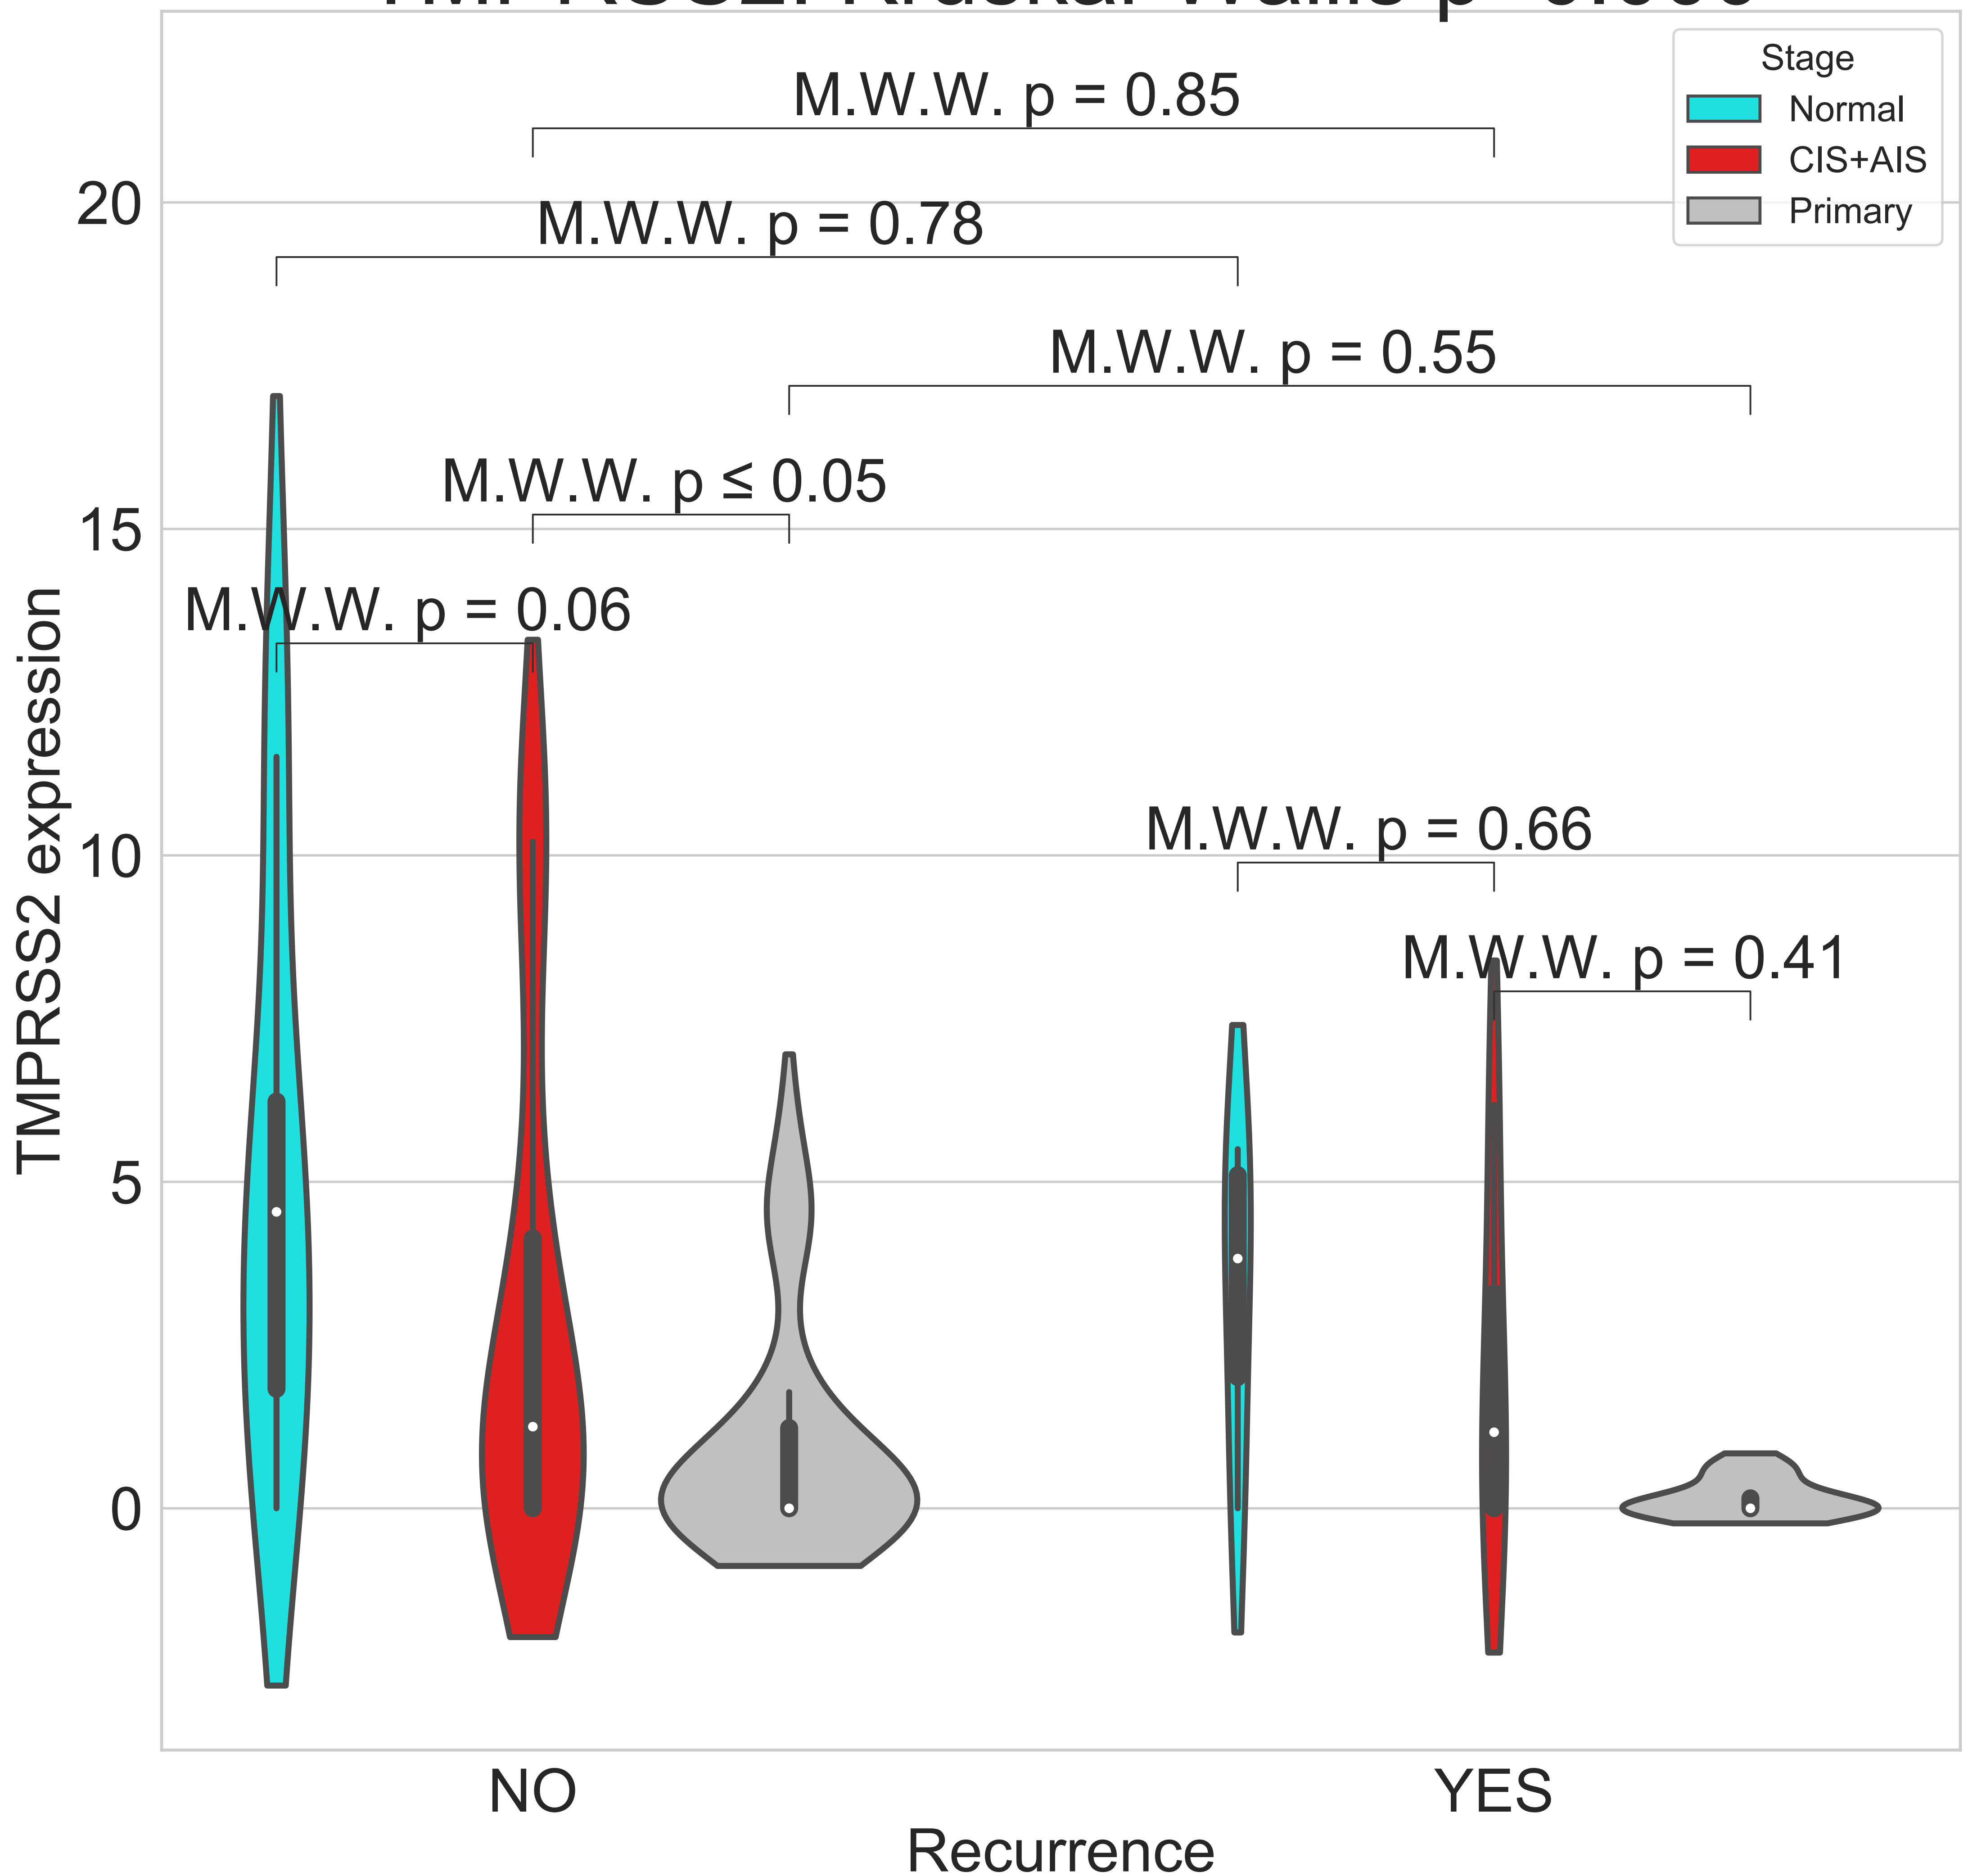 Stage
Normal
CIS+AIS
Primary
M.W.W. p = 0.85
M.W.W. p = 0.78
M.W.W. p = 0.55
M.W.W. p ≤ 0.05
M.W.W. p = 0.06
M.W.W. p = 0.66
M.W.W. p = 0.41
20
15
10
5
0
TMPRSS2 expression
NO
YES
Recurrence